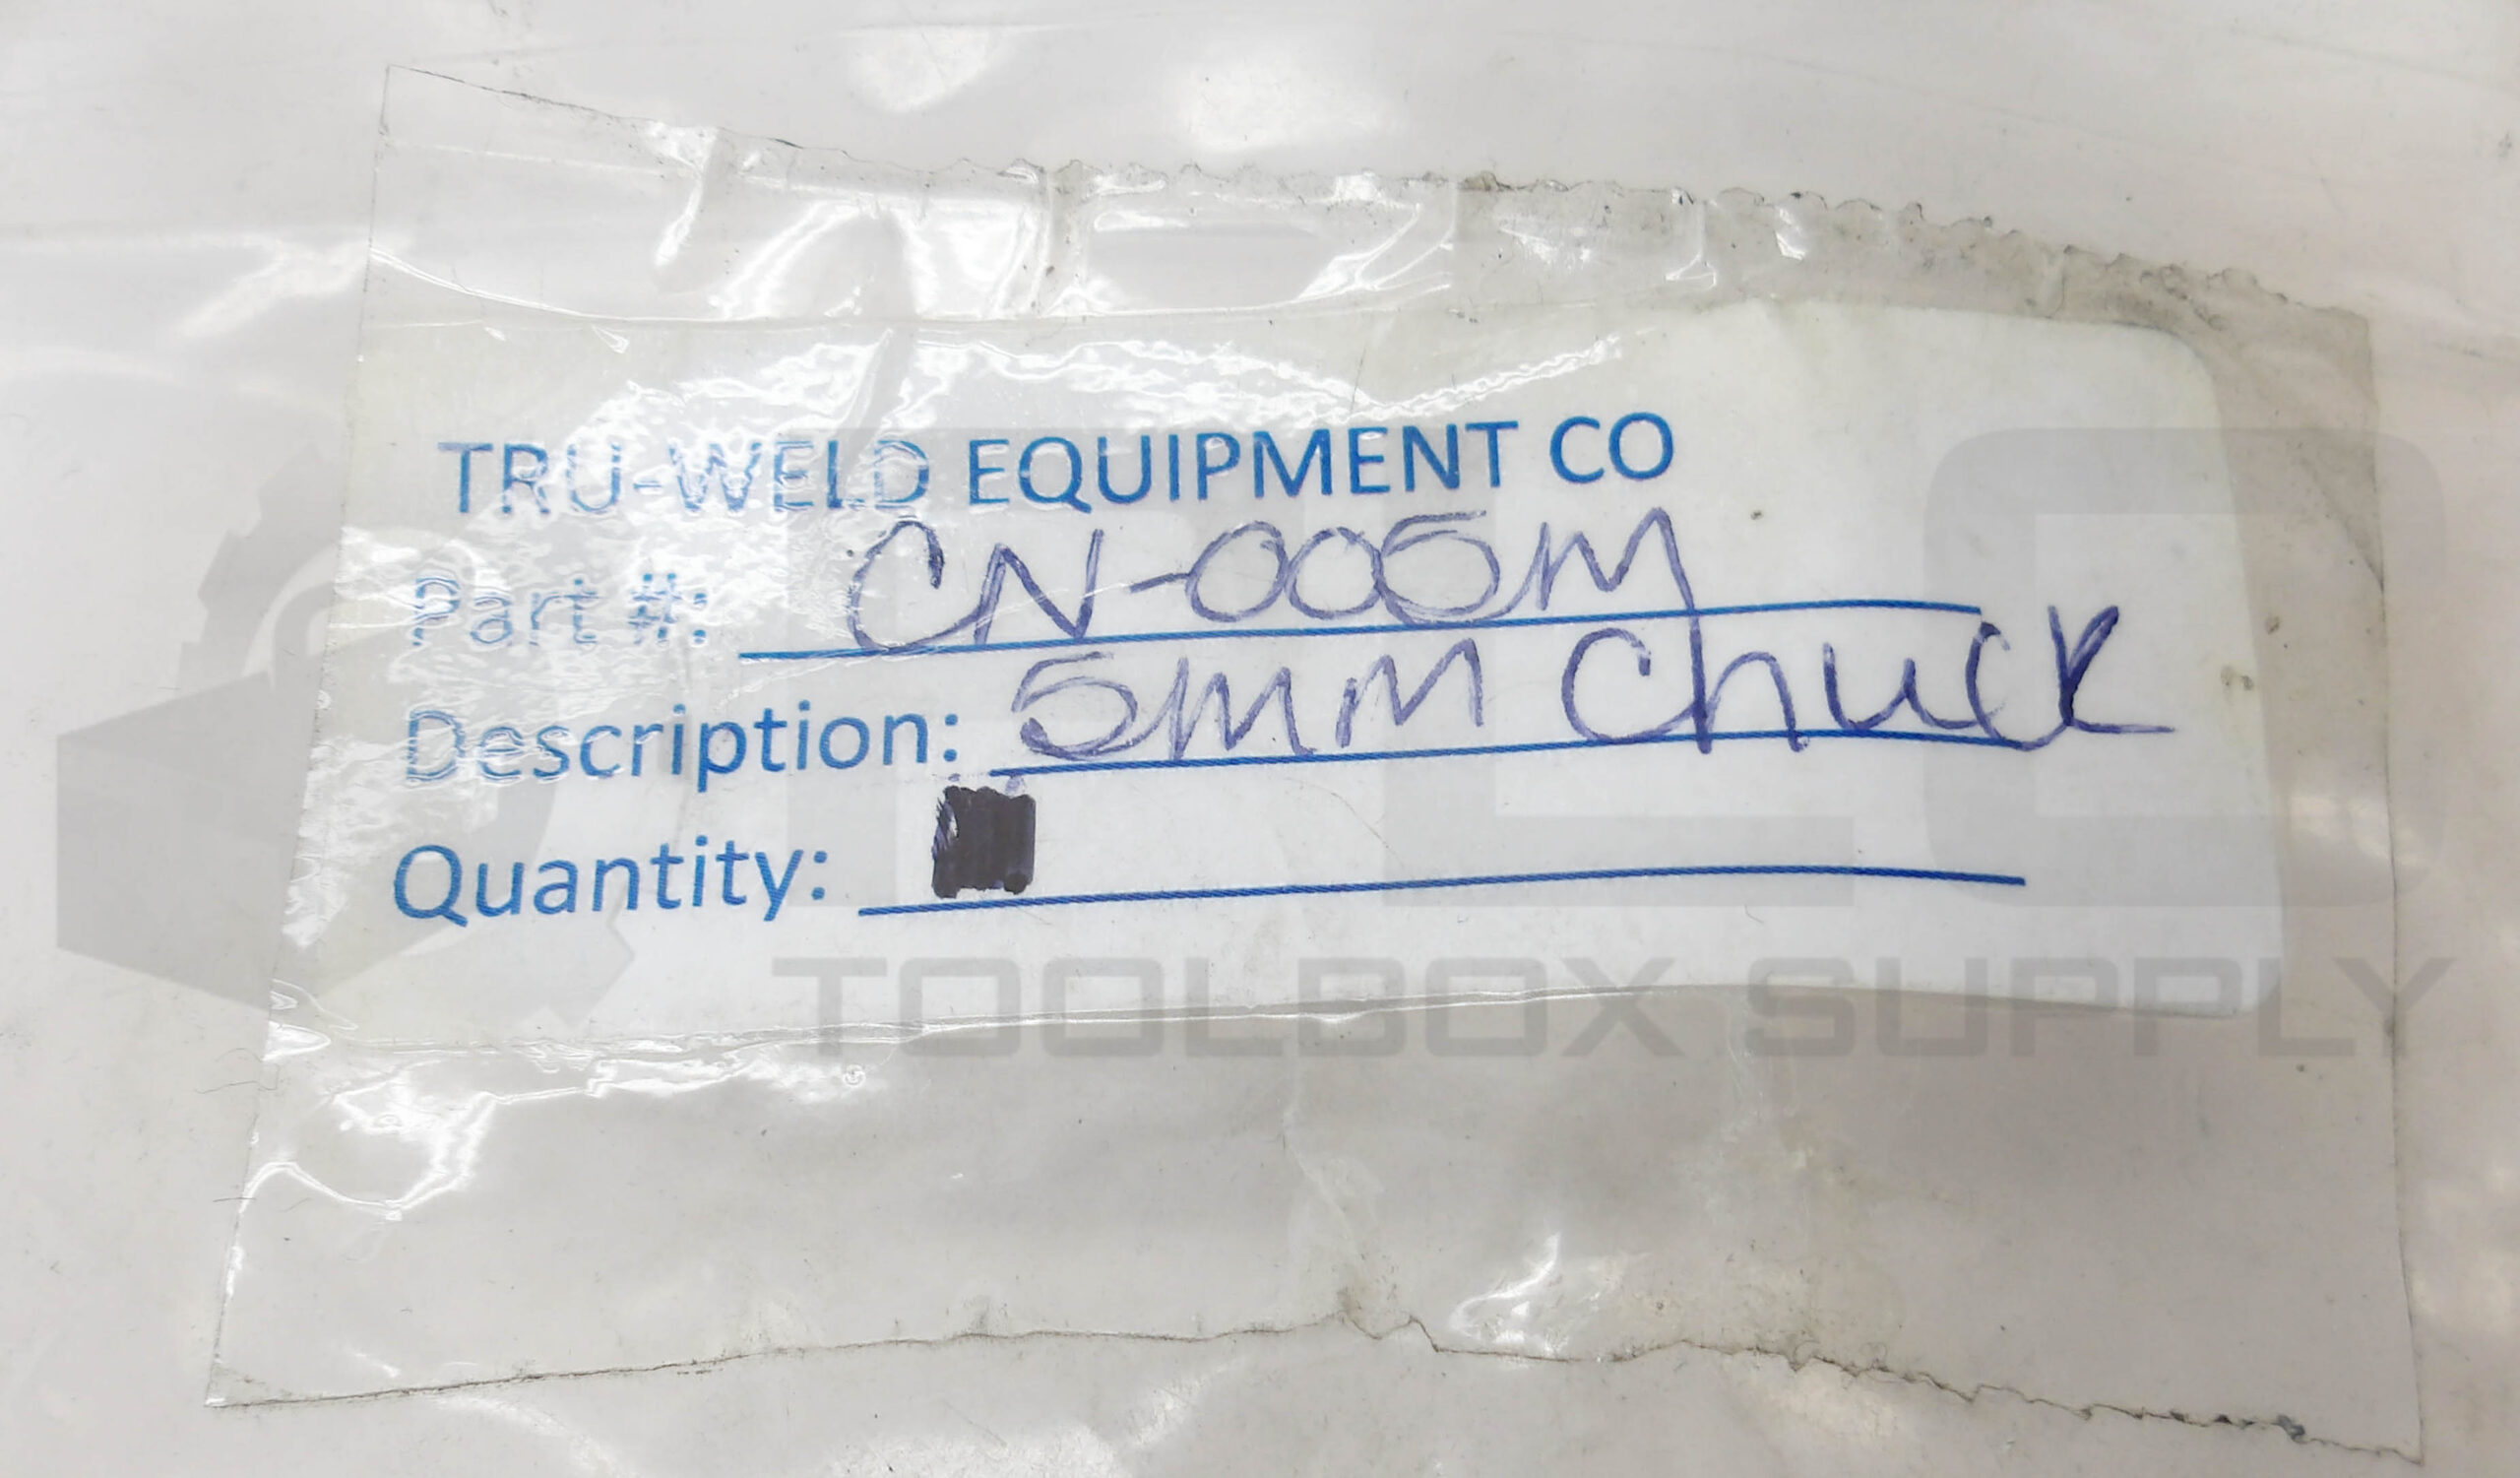 TRU-WELD EQUIPMENT CO
Part #: CN-005M
Description: 5MM Chuck
Quantity:
TOOLBOX SUPPLY